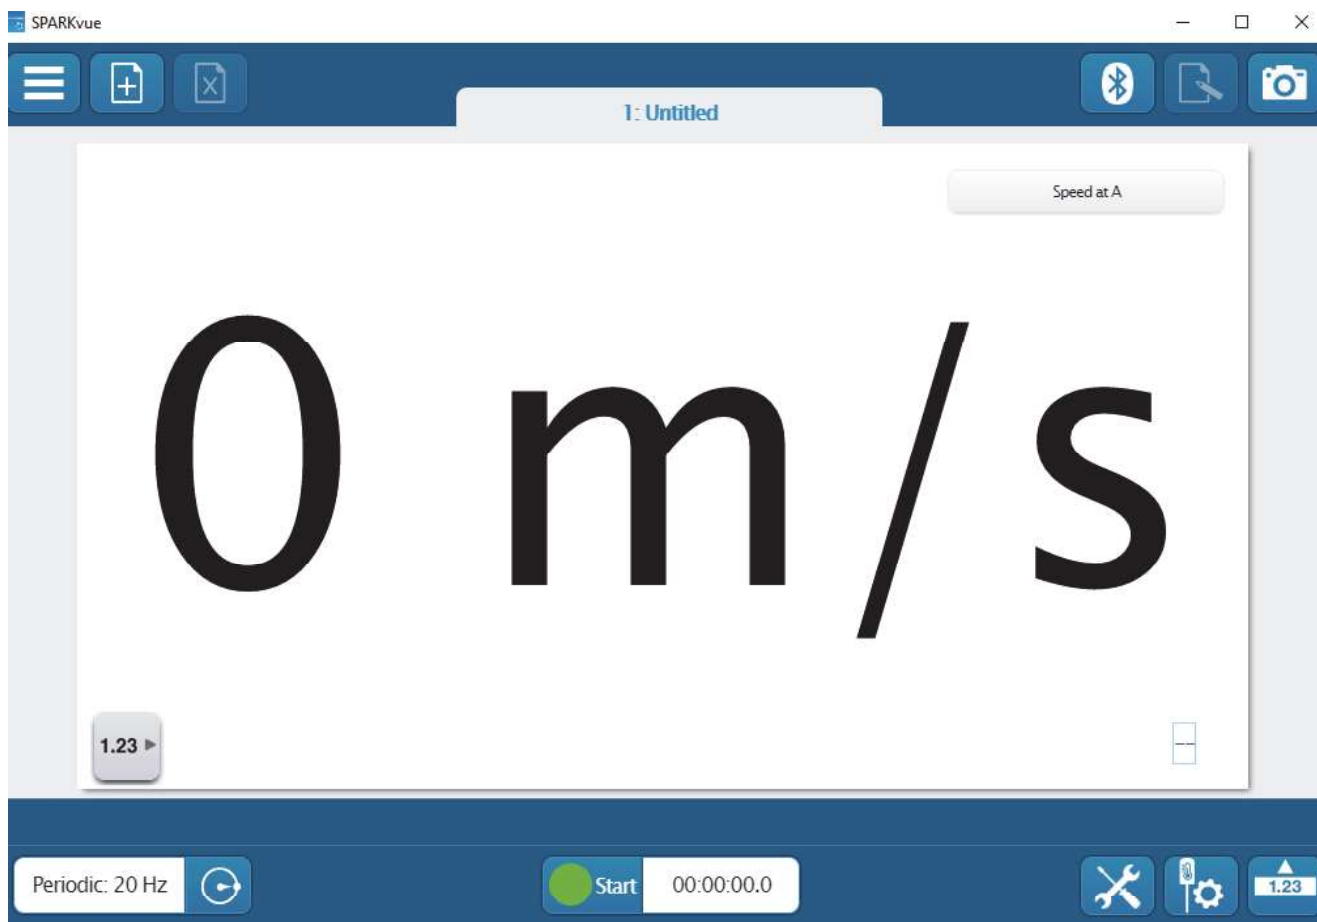 SPARKvue
1: Untitled
Speed at A
0 m/s
1.23
--
Periodic: 20 Hz
Start
00:00:00.0
1.23